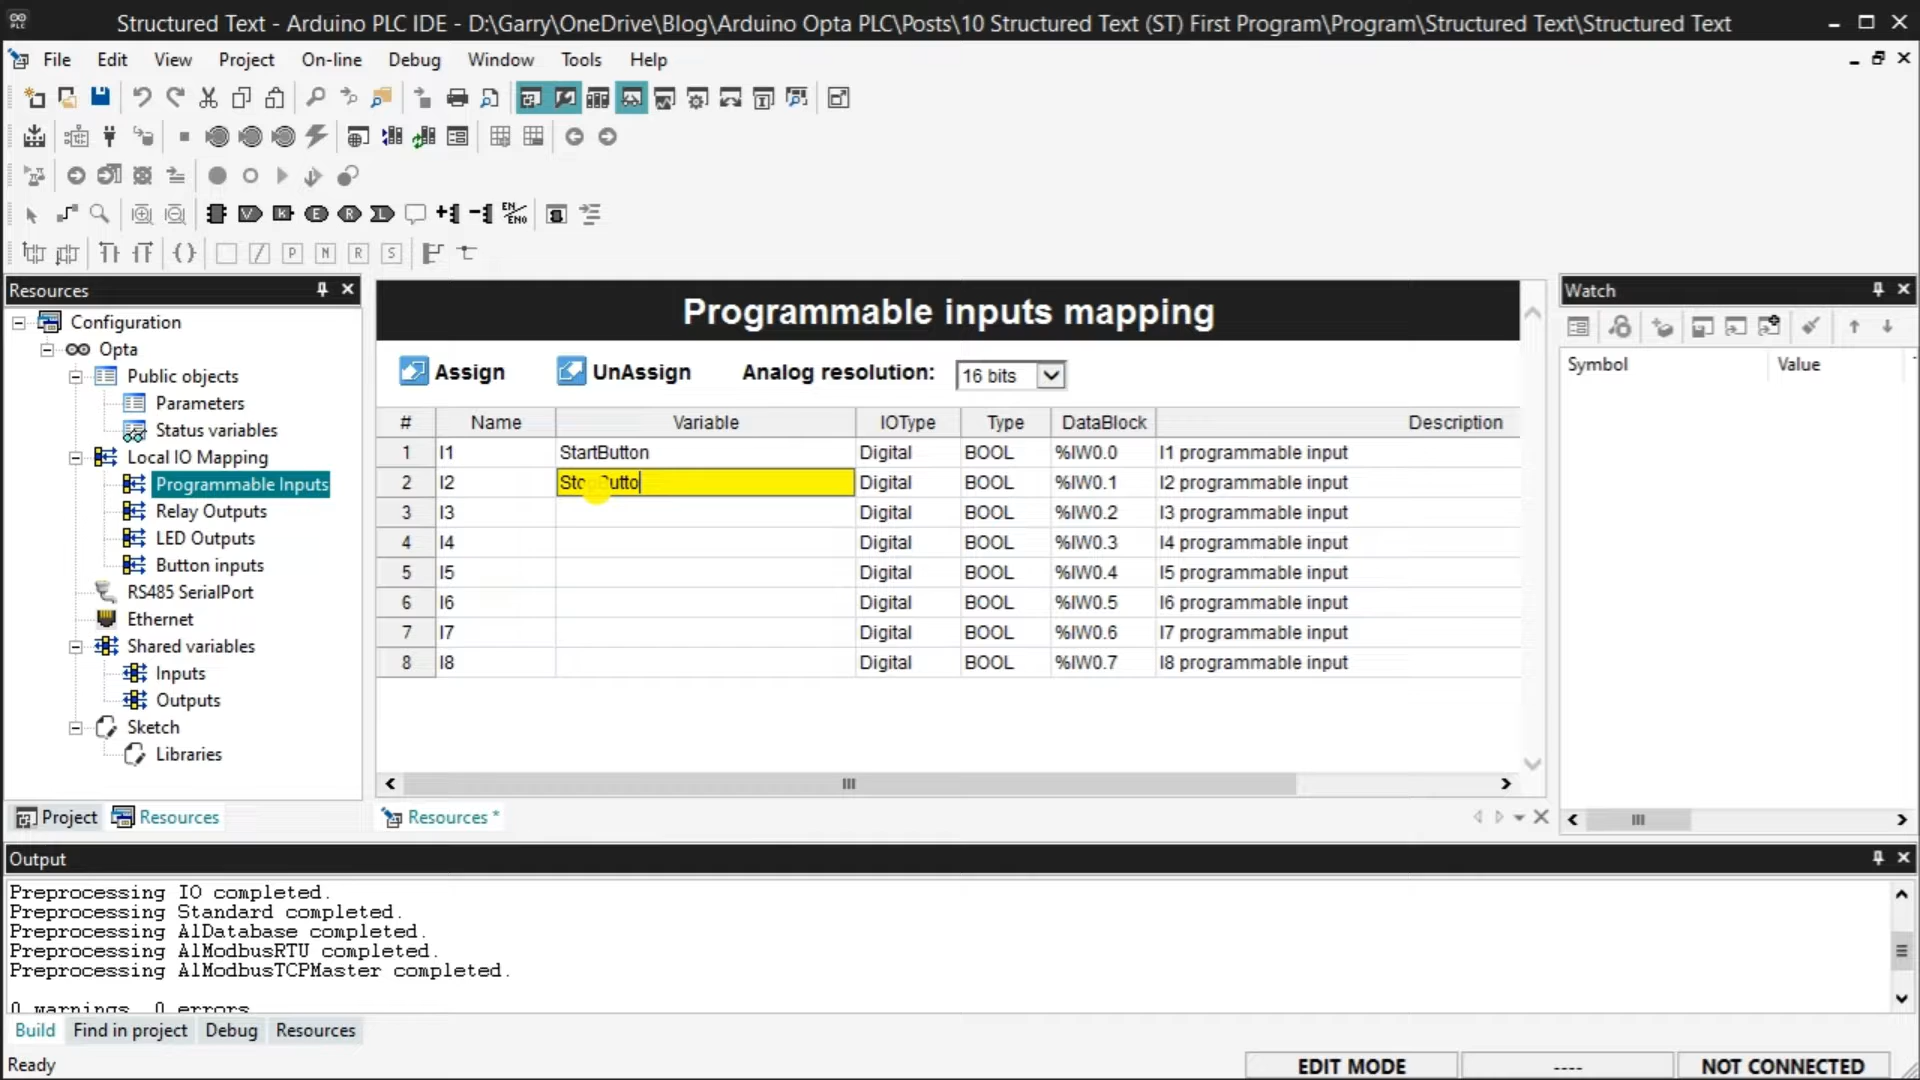 Structured Text - Arduino PLC IDE - D:\Garry\OneDrive\Blog\Arduino Opta PLC\Posts\10 Structured Text (ST) First Program\Program\Structured Text\Structured Text
File Edit View Project On-line Debug Window Tools Help
EN
ENO
V K E R L
P N R S
Resources
Configuration
Opta
Public objects
Parameters
Status variables
Local IO Mapping
Programmable Inputs
Relay Outputs
LED Outputs
Button inputs
RS485 SerialPort
Ethernet
Shared variables
Inputs
Outputs
Sketch
Libraries
Project Resources
Programmable inputs mapping
Assign UnAssign Analog resolution: 16 bits
# Name Variable IOType Type DataBlock Description
1 I1 StartButton Digital BOOL %IW0.0 I1 programmable input
2 I2 StopButto Digital BOOL %IW0.1 I2 programmable input
3 I3 Digital BOOL %IW0.2 I3 programmable input
4 I4 Digital BOOL %IW0.3 I4 programmable input
5 I5 Digital BOOL %IW0.4 I5 programmable input
6 I6 Digital BOOL %IW0.5 I6 programmable input
7 I7 Digital BOOL %IW0.6 I7 programmable input
8 I8 Digital BOOL %IW0.7 I8 programmable input
Resources *
Watch
Symbol Value
Output
Preprocessing IO completed.
Preprocessing Standard completed.
Preprocessing AlDatabase completed.
Preprocessing AlModbusRTU completed.
Preprocessing AlModbusTCPMaster completed.
0 warnings, 0 errors
Build Find in project Debug Resources
Ready EDIT MODE ---- NOT CONNECTED